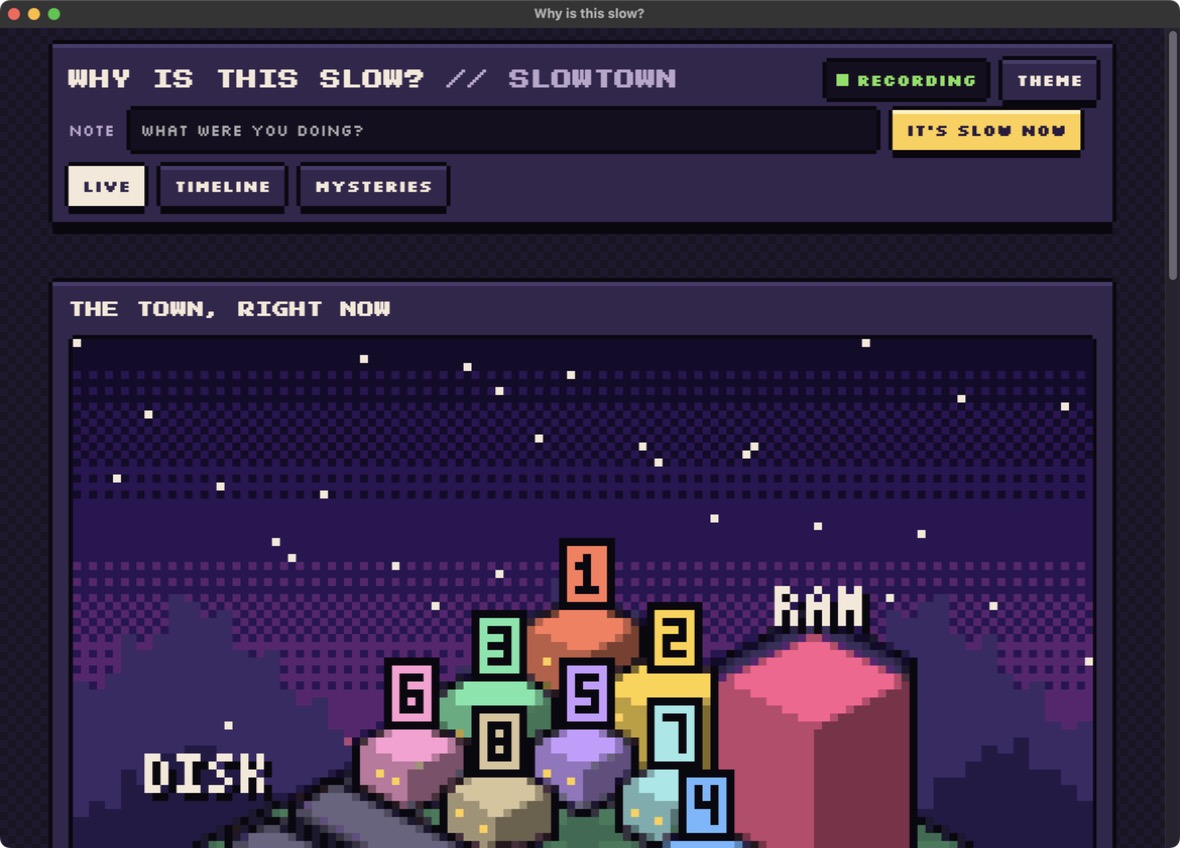 Why is this slow?
WHY IS THIS SLOW? // SLOWTOWN
RECORDING
THEME
NOTE
WHAT WERE YOU DOING?
IT'S SLOW NOW
LIVE
TIMELINE
MYSTERIES
THE TOWN, RIGHT NOW
1
RAM
3
2
6
5
8
7
DISK
4